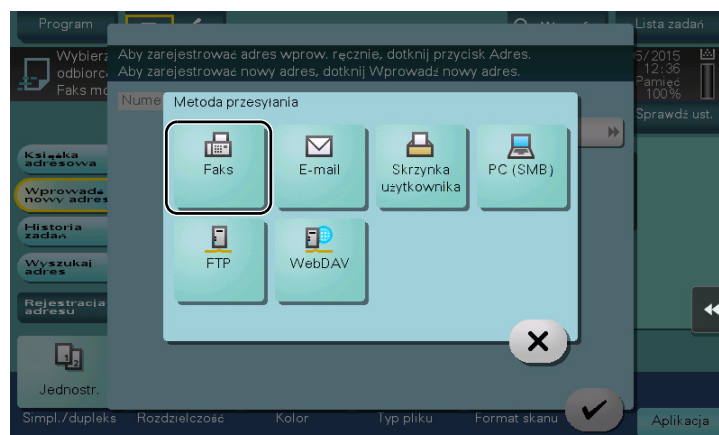 Program
Lista zadań
Wybierz
odbiorc
Faks mo
Aby zarejestrować adres wprow. ręcznie, dotknij przycisk Adres.
Aby zarejestrować nowy adres, dotknij Wprowadź nowy adres.
5/2015
12:36
Pamięć
100%
Sprawdź ust.
Nume
Metoda przesyłania
Faks
E-mail
Skrzynka
użytkownika
PC (SMB)
FTP
WebDAV
Książka
adresowa
Wprowadź
nowy adres
Historia
zadań
Wyszukaj
adres
Rejestracja
adresu
Jednostr.
Simpl./dupleks
Rozdzielczość
Kolor
Typ pliku
Format skanu
Aplikacja